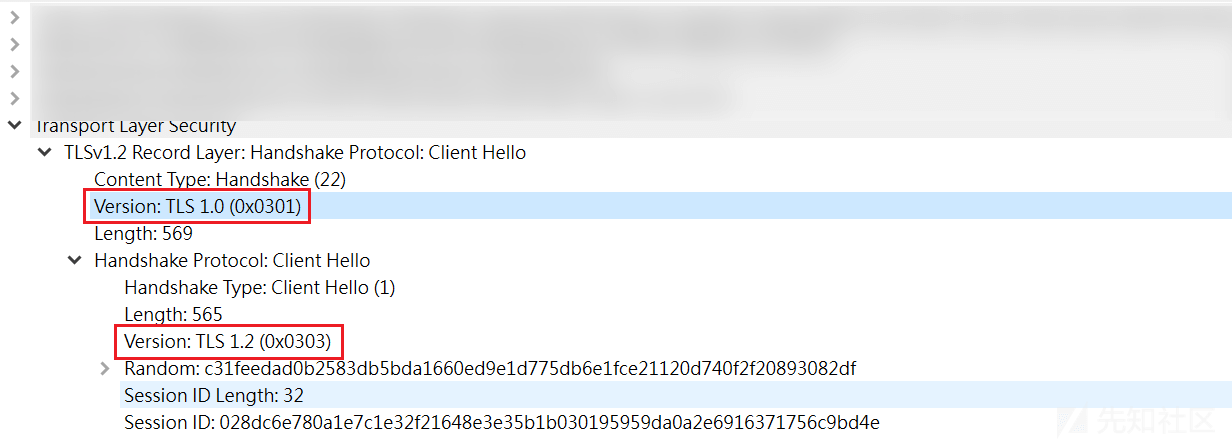 Transport Layer Security
TLSv1.2 Record Layer: Handshake Protocol: Client Hello
Content Type: Handshake (22)
Version: TLS 1.0 (0x0301)
Length: 569
Handshake Protocol: Client Hello
Handshake Type: Client Hello (1)
Length: 565
Version: TLS 1.2 (0x0303)
Random: c31feedad0b2583db5bda1660ed9e1d775db6e1fce21120d740f2f20893082df
Session ID Length: 32
Session ID: 028dc6e780a1e7c1e32f21648e3e35b1b030195959da0a2e6916371756c9bd4e
先知社区